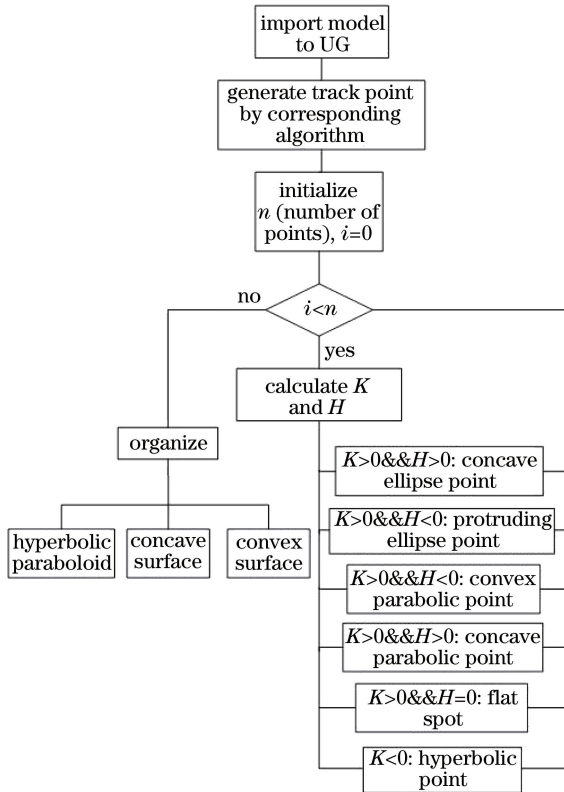 import model
to UG
generate track point
by corresponding
algorithm
initialize
n (number of
points), i=0
i<n
no
yes
calculate K
and H
organize
hyperbolic
paraboloid
concave
surface
convex
surface
K>0&&H>0: concave
ellipse point
K>0&&H<0: protruding
ellipse point
K>0&&H<0: convex
parabolic point
K>0&&H>0: concave
parabolic point
K>0&&H=0: flat
spot
K<0: hyperbolic
point